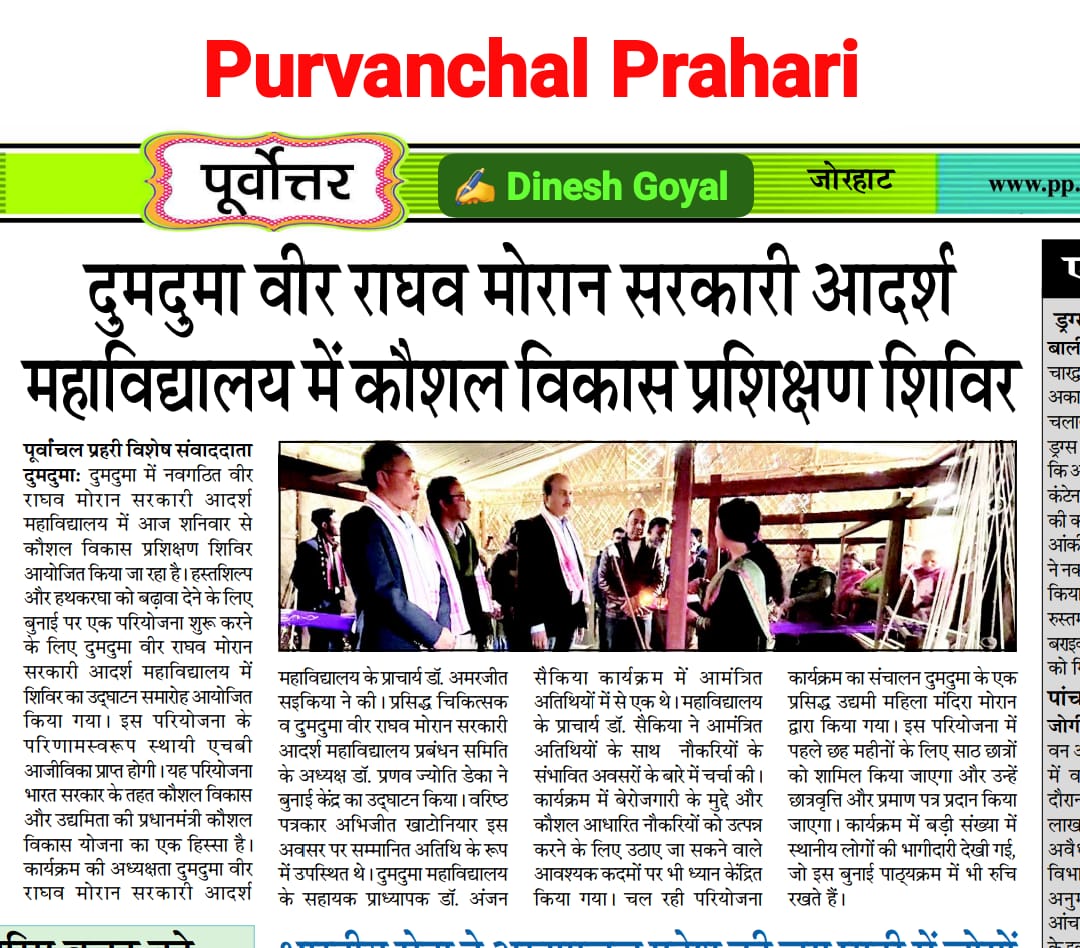 Purvanchal Prahari
पूर्वोत्तर
✍️ Dinesh Goyal
जोरहाट
www.pp.
दुमदुमा वीर राघव मोरान सरकारी आदर्श
महाविद्यालय में कौशल विकास प्रशिक्षण शिविर
पूर्वांचल प्रहरी विशेष संवाददाता
दुमदुमा: दुमदुमा में नवगठित वीर
राघव मोरान सरकारी आदर्श
महाविद्यालय में आज शनिवार से
कौशल विकास प्रशिक्षण शिविर
आयोजित किया जा रहा है। हस्तशिल्प
और हथकरघा को बढ़ावा देने के लिए
बुनाई पर एक परियोजना शुरू करने
के लिए दुमदुमा वीर राघव मोरान
सरकारी आदर्श महाविद्यालय में
शिविर का उद्घाटन समारोह आयोजित
किया गया। इस परियोजना के
परिणामस्वरूप स्थायी एचबी
आजीविका प्राप्त होगी। यह परियोजना
भारत सरकार के तहत कौशल विकास
और उद्यमिता की प्रधानमंत्री कौशल
विकास योजना का एक हिस्सा है।
कार्यक्रम की अध्यक्षता दुमदुमा वीर
राघव मोरान सरकारी आदर्श
महाविद्यालय के प्राचार्य डॉ. अमरजीत
सइकिया ने की। प्रसिद्ध चिकित्सक
व दुमदुमा वीर राघव मोरान सरकारी
आदर्श महाविद्यालय प्रबंधन समिति
के अध्यक्ष डॉ. प्रणव ज्योति डेका ने
बुनाई केंद्र का उद्घाटन किया। वरिष्ठ
पत्रकार अभिजीत खाटोनियार इस
अवसर पर सम्मानित अतिथि के रूप
में उपस्थित थे। दुमदुमा महाविद्यालय
के सहायक प्राध्यापक डॉ. अंजन
सैकिया कार्यक्रम में आमंत्रित
अतिथियों में से एक थे। महाविद्यालय
के प्राचार्य डॉ. सैकिया ने आमंत्रित
अतिथियों के साथ नौकरियों के
संभावित अवसरों के बारे में चर्चा की।
कार्यक्रम में बेरोजगारी के मुद्दे और
कौशल आधारित नौकरियों को उत्पन्न
करने के लिए उठाए जा सकने वाले
आवश्यक कदमों पर भी ध्यान केंद्रित
किया गया। चल रही परियोजना
कार्यक्रम का संचालन दुमदुमा के एक
प्रसिद्ध उद्यमी महिला मंदिरा मोरान
द्वारा किया गया। इस परियोजना में
पहले छह महीनों के लिए साठ छात्रों
को शामिल किया जाएगा और उन्हें
छात्रवृत्ति और प्रमाण पत्र प्रदान किया
जाएगा। कार्यक्रम में बड़ी संख्या में
स्थानीय लोगों की भागीदारी देखी गई,
जो इस बुनाई पाठ्यक्रम में भी रुचि
रखते हैं।